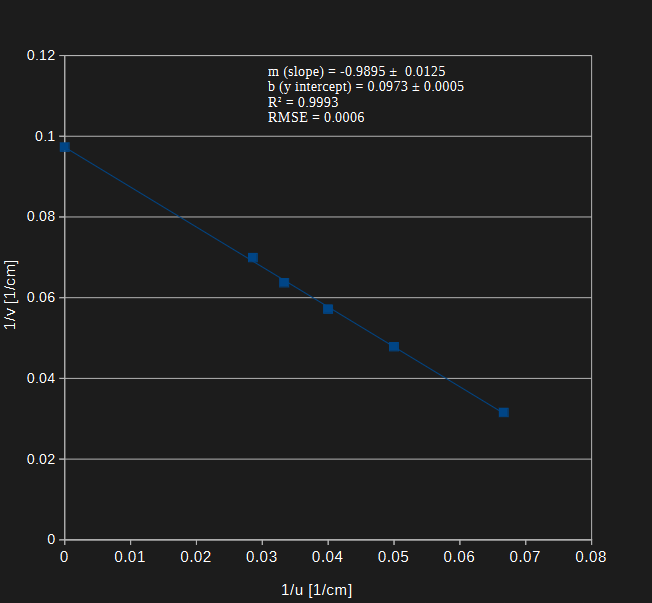 0.12
m (slope) = -0.9895 ±  0.0125
b (y intercept) = 0.0973 ± 0.0005
R² = 0.9993
RMSE = 0.0006
0.1
0.08
0.06
0.04
0.02
0
1/v [1/cm]
0 0.01 0.02 0.03 0.04 0.05 0.06 0.07 0.08
1/u [1/cm]